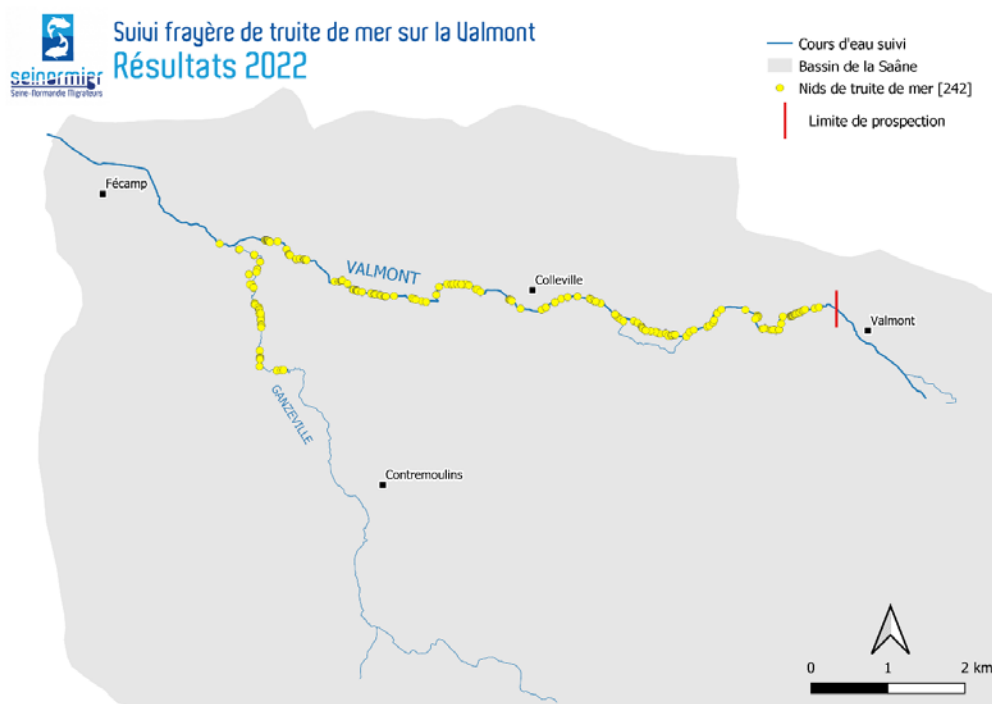 Suivi frayère de truite de mer sur la Valmont
Résultats 2022
seinormigr
Seine-Normandie Migrateurs
Cours d'eau suivi
Bassin de la Saâne
Nids de truite de mer [242]
Limite de prospection
Fécamp
VALMONT
Colleville
Valmont
GANZEVILLE
Contremoulins
0 1 2 km